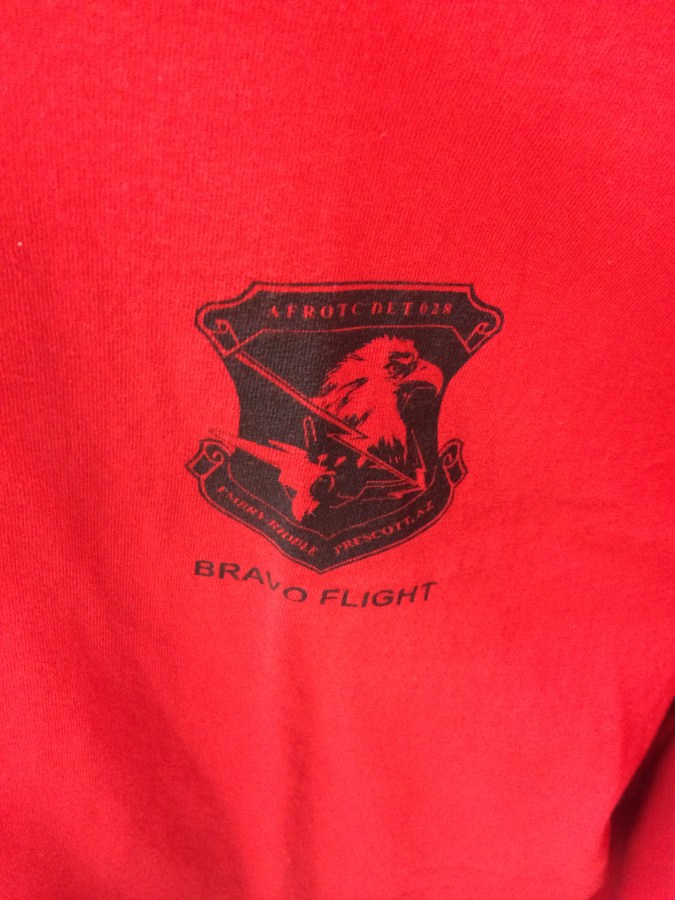 AFROTC DET 028
EMBRY-RIDDLE PRESCOTT, AZ
BRAVO FLIGHT